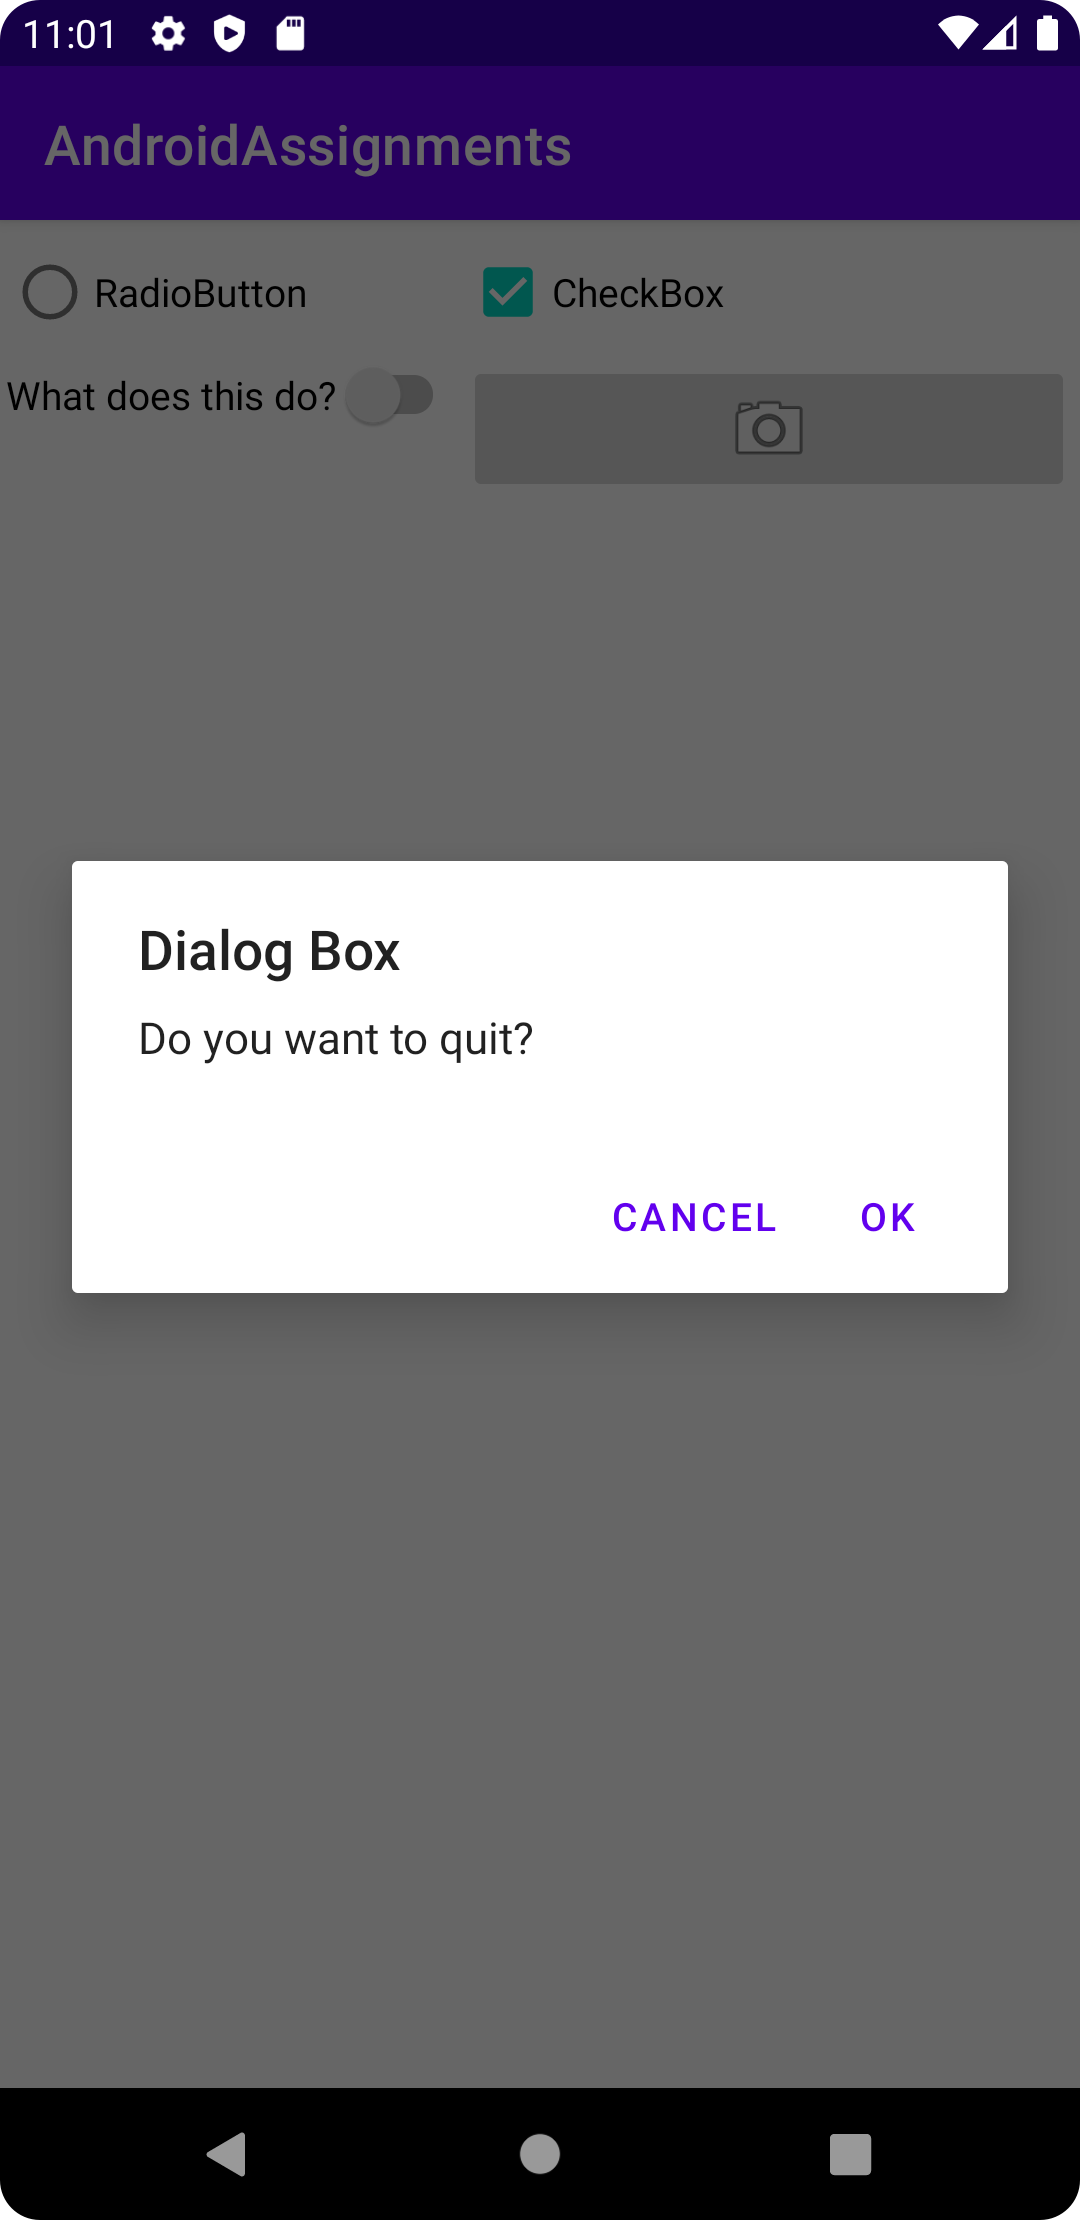 11:01
AndroidAssignments
RadioButton CheckBox
What does this do?
Dialog Box
Do you want to quit?
CANCEL OK